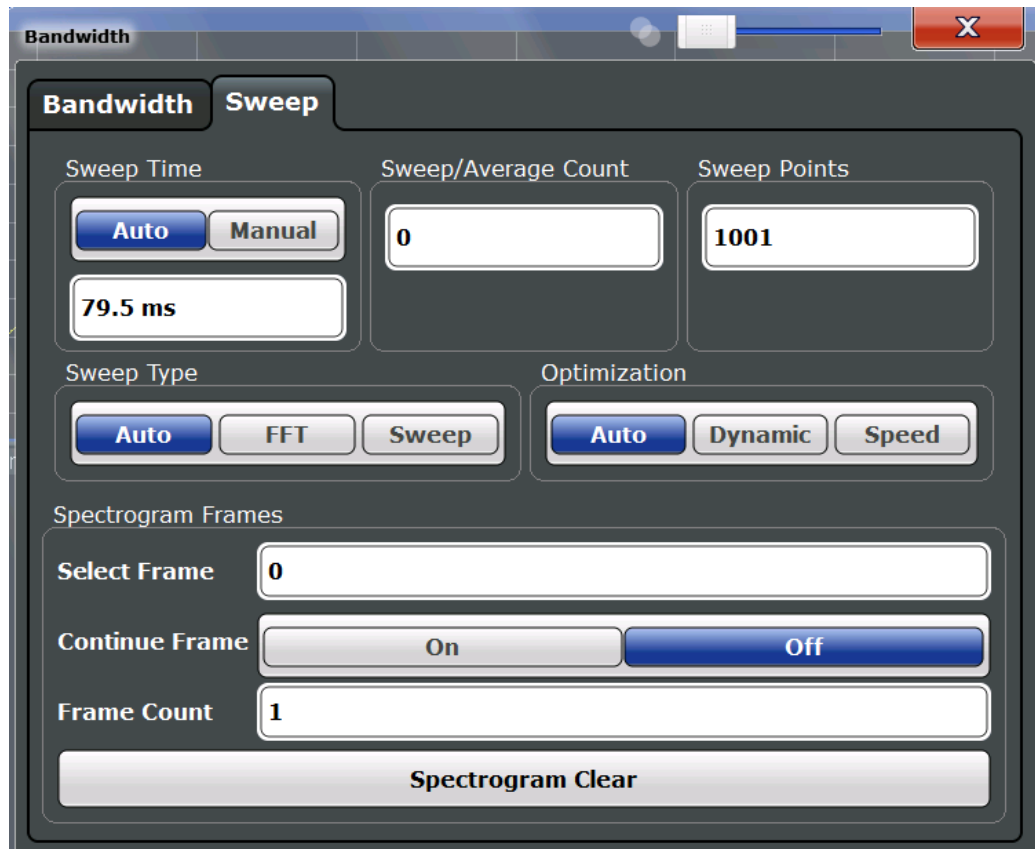 Bandwidth
X
Bandwidth Sweep
Sweep Time Sweep/Average Count Sweep Points
Auto Manual 0 1001
79.5 ms
Sweep Type Optimization
Auto FFT Sweep Auto Dynamic Speed
Spectrogram Frames
Select Frame 0
Continue Frame On Off
Frame Count 1
Spectrogram Clear